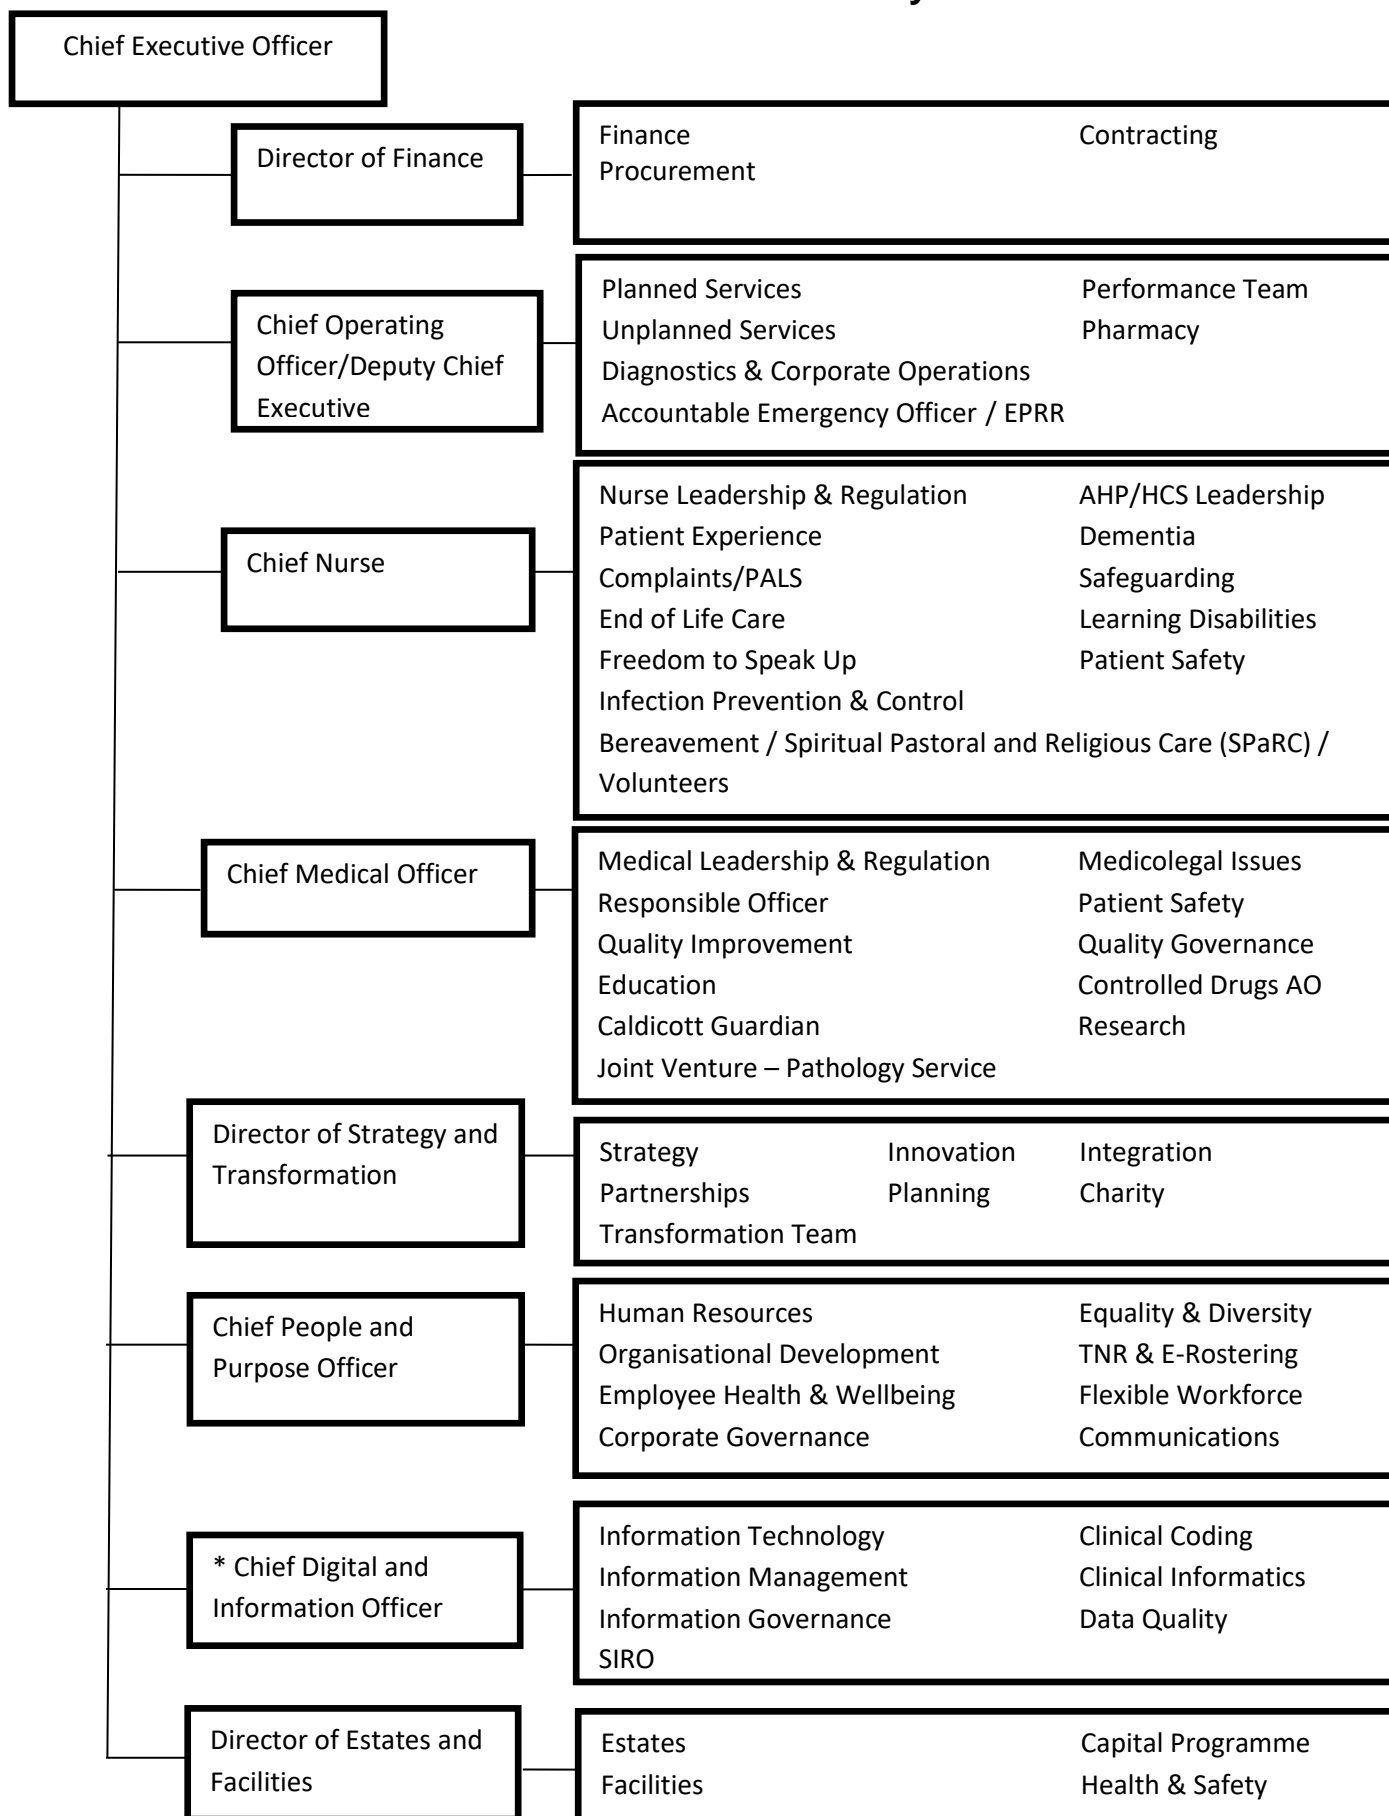 Chief Executive Officer
Director of Finance
Finance Contracting
Procurement
Chief Operating
Officer/Deputy Chief
Executive
Planned Services Performance Team
Unplanned Services Pharmacy
Diagnostics & Corporate Operations
Accountable Emergency Officer / EPRR
Chief Nurse
Nurse Leadership & Regulation AHP/HCS Leadership
Patient Experience Dementia
Complaints/PALS Safeguarding
End of Life Care Learning Disabilities
Freedom to Speak Up Patient Safety
Infection Prevention & Control
Bereavement / Spiritual Pastoral and Religious Care (SPaRC) /
Volunteers
Chief Medical Officer
Medical Leadership & Regulation Medicolegal Issues
Responsible Officer Patient Safety
Quality Improvement Quality Governance
Education Controlled Drugs AO
Caldicott Guardian Research
Joint Venture – Pathology Service
Director of Strategy and
Transformation
Strategy Innovation Integration
Partnerships Planning Charity
Transformation Team
Chief People and
Purpose Officer
Human Resources Equality & Diversity
Organisational Development TNR & E-Rostering
Employee Health & Wellbeing Flexible Workforce
Corporate Governance Communications
* Chief Digital and
Information Officer
Information Technology Clinical Coding
Information Management Clinical Informatics
Information Governance Data Quality
SIRO
Director of Estates and
Facilities
Estates Capital Programme
Facilities Health & Safety